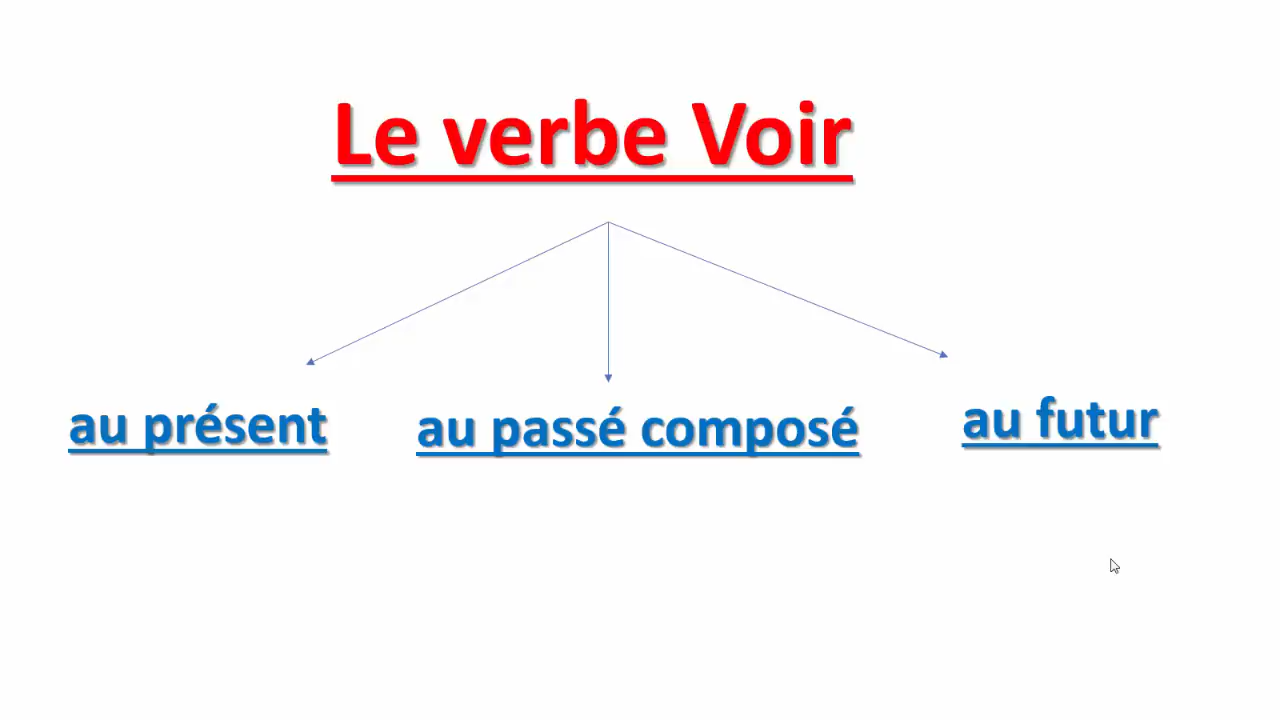 Le verbe Voir
au présent
au passé composé
au futur